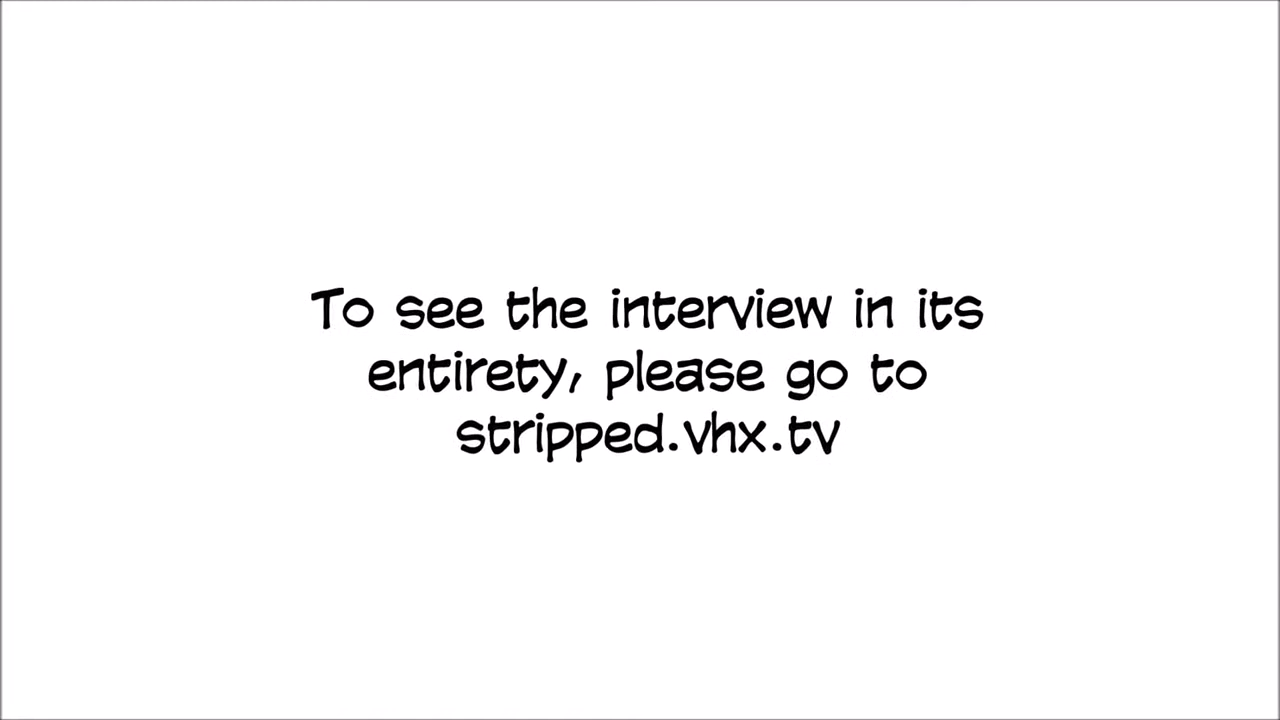 To see the interview in its
entirety, please go to
stripped.vhx.tv